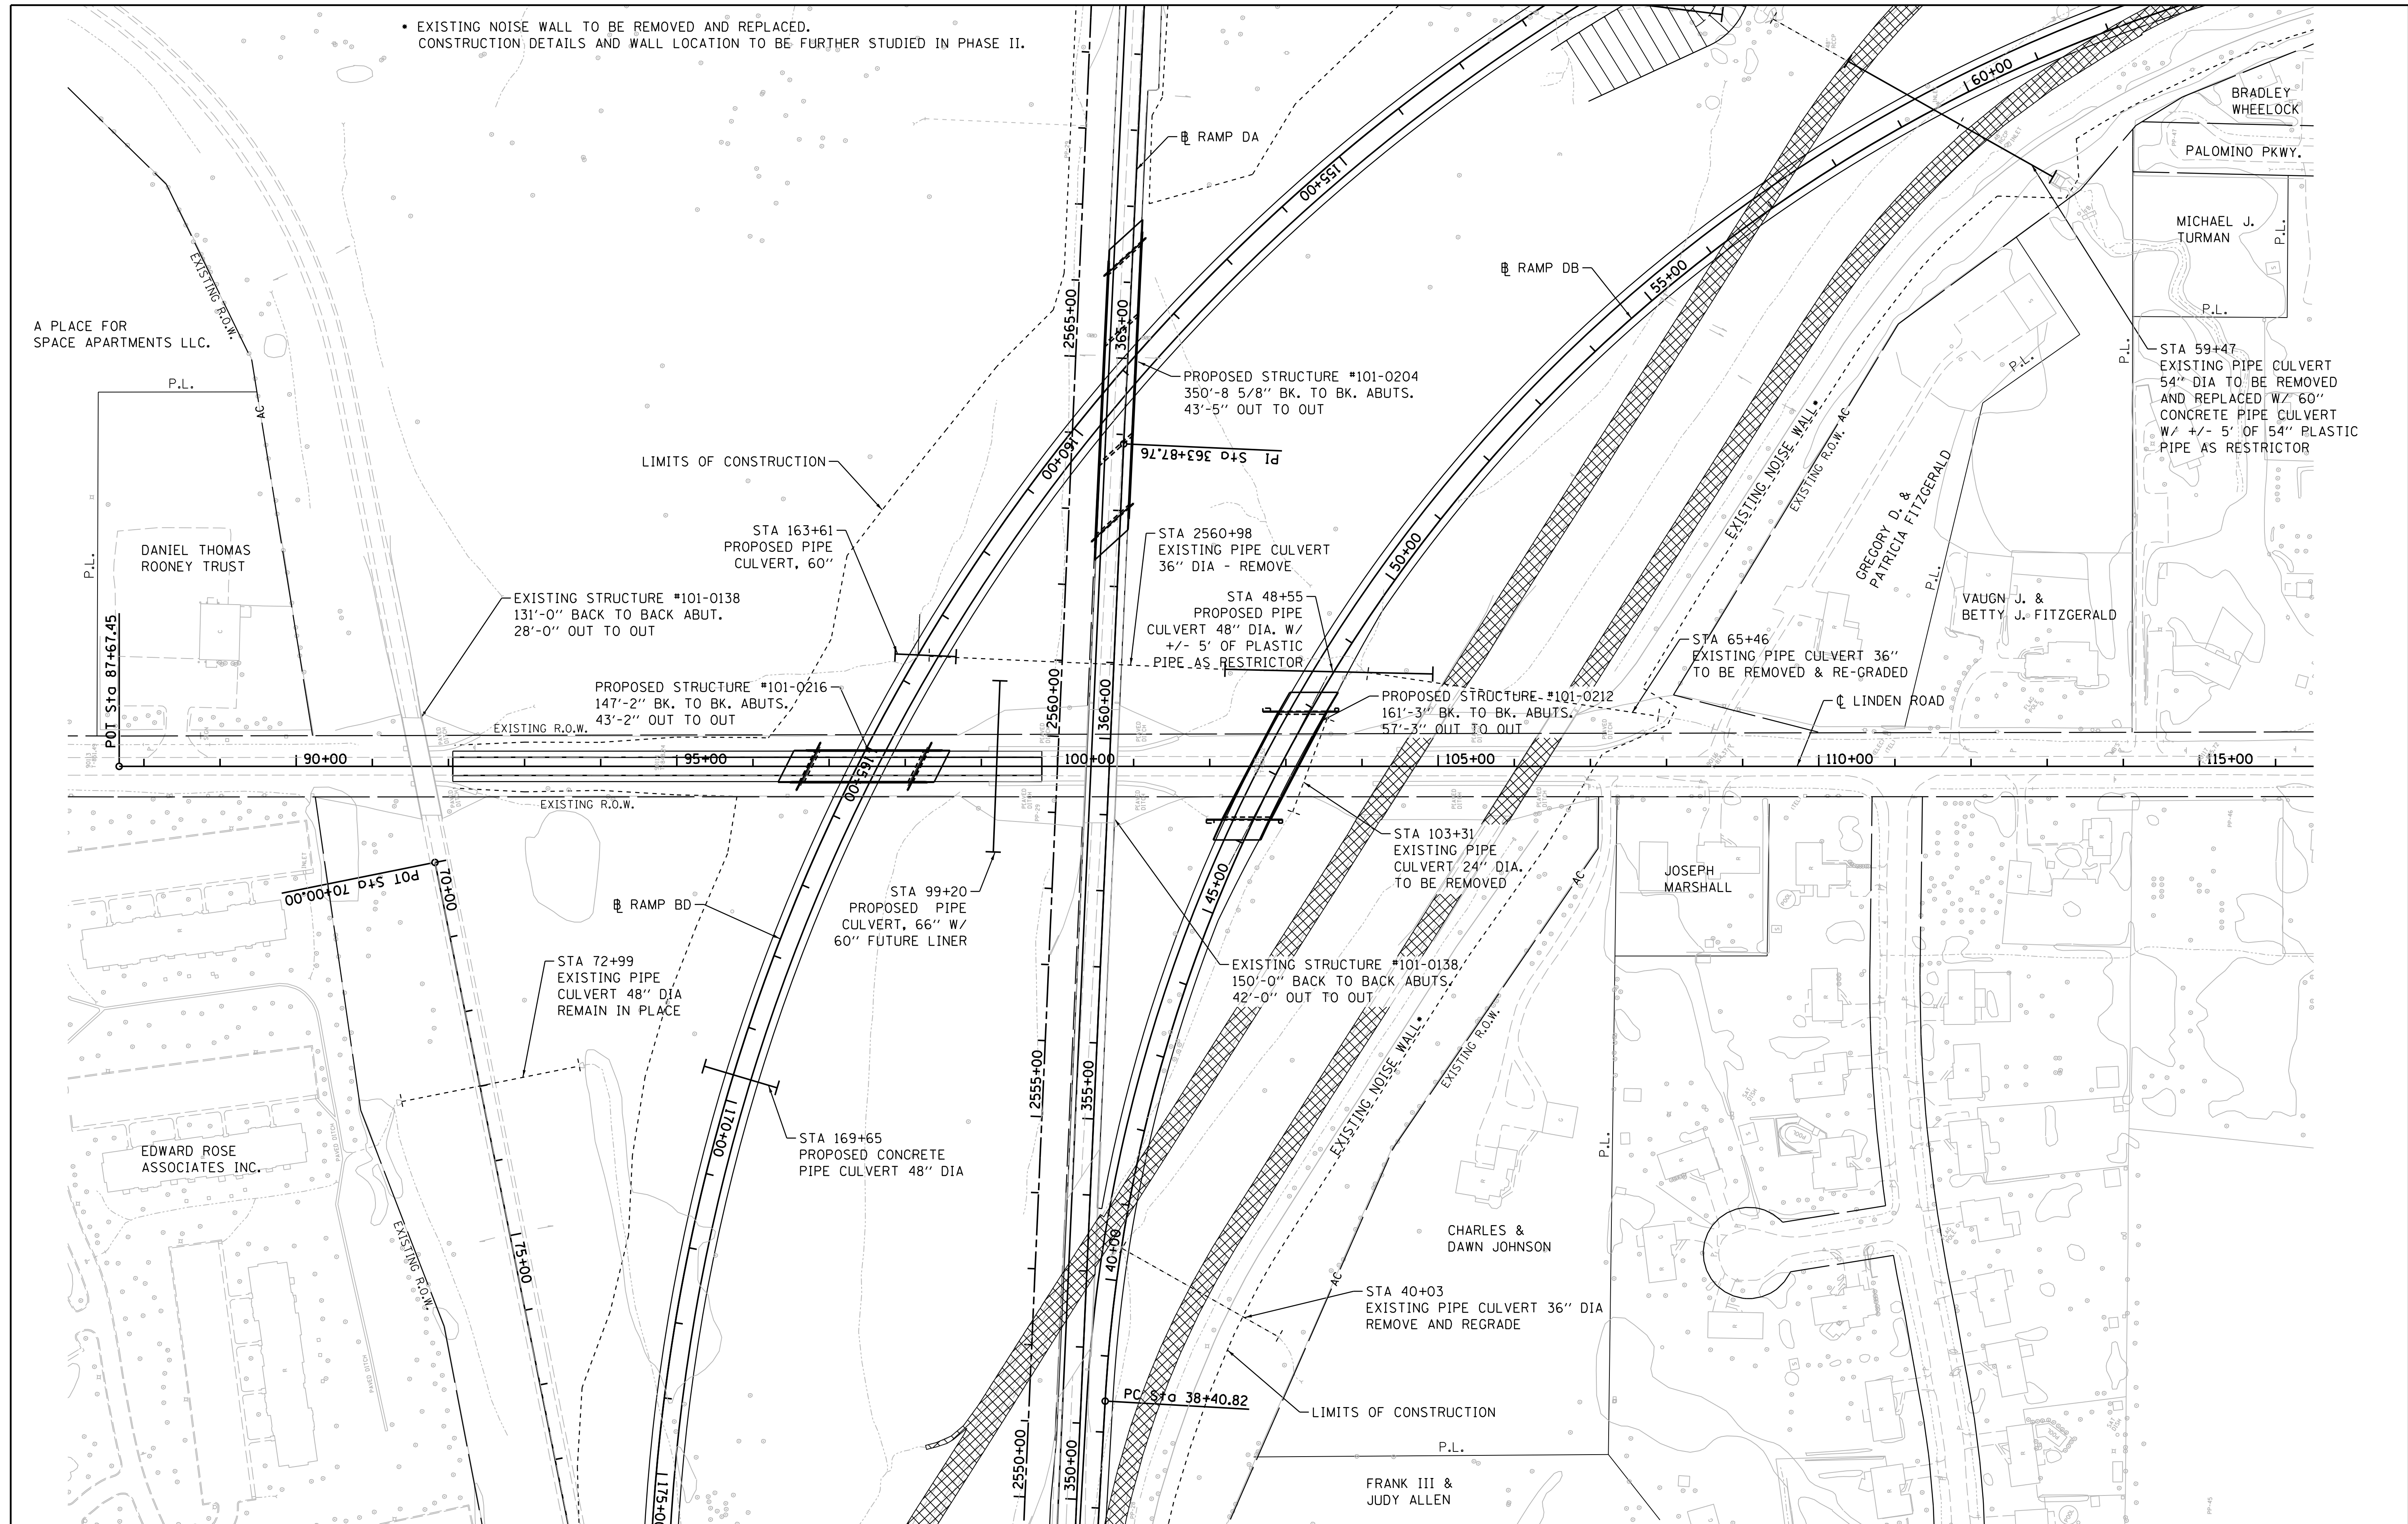 • EXISTING NOISE WALL TO BE REMOVED AND REPLACED.
CONSTRUCTION DETAILS AND WALL LOCATION TO BE FURTHER STUDIED IN PHASE II.
℄ RAMP DA
155+00
160+00
BRADLEY
WHEELOCK
PALOMINO PKWY.
MICHAEL J.
TURMAN
P.L.
P.L.
P.L.
EXISTING R.O.W.
A PLACE FOR
SPACE APARTMENTS LLC.
P.L.
AC
P.L.
2565+00
365+00
℄ RAMP DB
155+00
PROPOSED STRUCTURE #101-0204
350'-8 5/8" BK. TO BK. ABUTS.
43'-5" OUT TO OUT
STA 59+47
EXISTING PIPE CULVERT
54" DIA TO BE REMOVED
AND REPLACED W/ 60"
CONCRETE PIPE CULVERT
W/ +/- 5' OF 54" PLASTIC
PIPE AS RESTRICTOR
P.L.
PI Sta 363+87.76
160+00
LIMITS OF CONSTRUCTION
EXISTING NOISE WALL*
EXISTING R.O.W. AC
GREGORY D. &
PATRICIA FITZGERALD
P.L.
STA 163+61
PROPOSED PIPE
CULVERT, 60"
STA 2560+98
EXISTING PIPE CULVERT
36" DIA - REMOVE
150+00
DANIEL THOMAS
ROONEY TRUST
EXISTING STRUCTURE #101-0138
131'-0" BACK TO BACK ABUT.
28'-0" OUT TO OUT
STA 48+55
PROPOSED PIPE
CULVERT 48" DIA. W/
+/- 5' OF PLASTIC
PIPE AS RESTRICTOR
VAUGN J. &
BETTY J. FITZGERALD
STA 65+46
EXISTING PIPE CULVERT 36"
TO BE REMOVED & RE-GRADED
POT Sta 87+67.45
PROPOSED STRUCTURE #101-0216
147'-2" BK. TO BK. ABUTS.
43'-2" OUT TO OUT
2560+00
360+00
PROPOSED STRUCTURE #101-0212
161'-3" BK. TO BK. ABUTS.
57'-3" OUT TO OUT
℄ LINDEN ROAD
EXISTING R.O.W.
90+00
95+00
100+00
105+00
110+00
115+00
165+00
EXISTING R.O.W.
STA 103+31
EXISTING PIPE
CULVERT 24" DIA.
TO BE REMOVED
JOSEPH
MARSHALL
POT Sta 70+00.00
70+00
℄ RAMP BD
STA 99+20
PROPOSED PIPE
CULVERT, 66" W/
60" FUTURE LINER
145+00
AC
STA 72+99
EXISTING PIPE
CULVERT 48" DIA
REMAIN IN PLACE
EXISTING STRUCTURE #101-0138
150'-0" BACK TO BACK ABUTS.
42'-0" OUT TO OUT
EXISTING R.O.W.
EXISTING NOISE WALL*
2555+00
355+00
170+00
STA 169+65
PROPOSED CONCRETE
PIPE CULVERT 48" DIA
P.L.
EDWARD ROSE
ASSOCIATES INC.
EXISTING R.O.W.
75+00
40+00
CHARLES &
DAWN JOHNSON
AC
STA 40+03
EXISTING PIPE CULVERT 36" DIA
REMOVE AND REGRADE
PC Sta 38+40.82
LIMITS OF CONSTRUCTION
P.L.
2550+00
350+00
FRANK III &
JUDY ALLEN